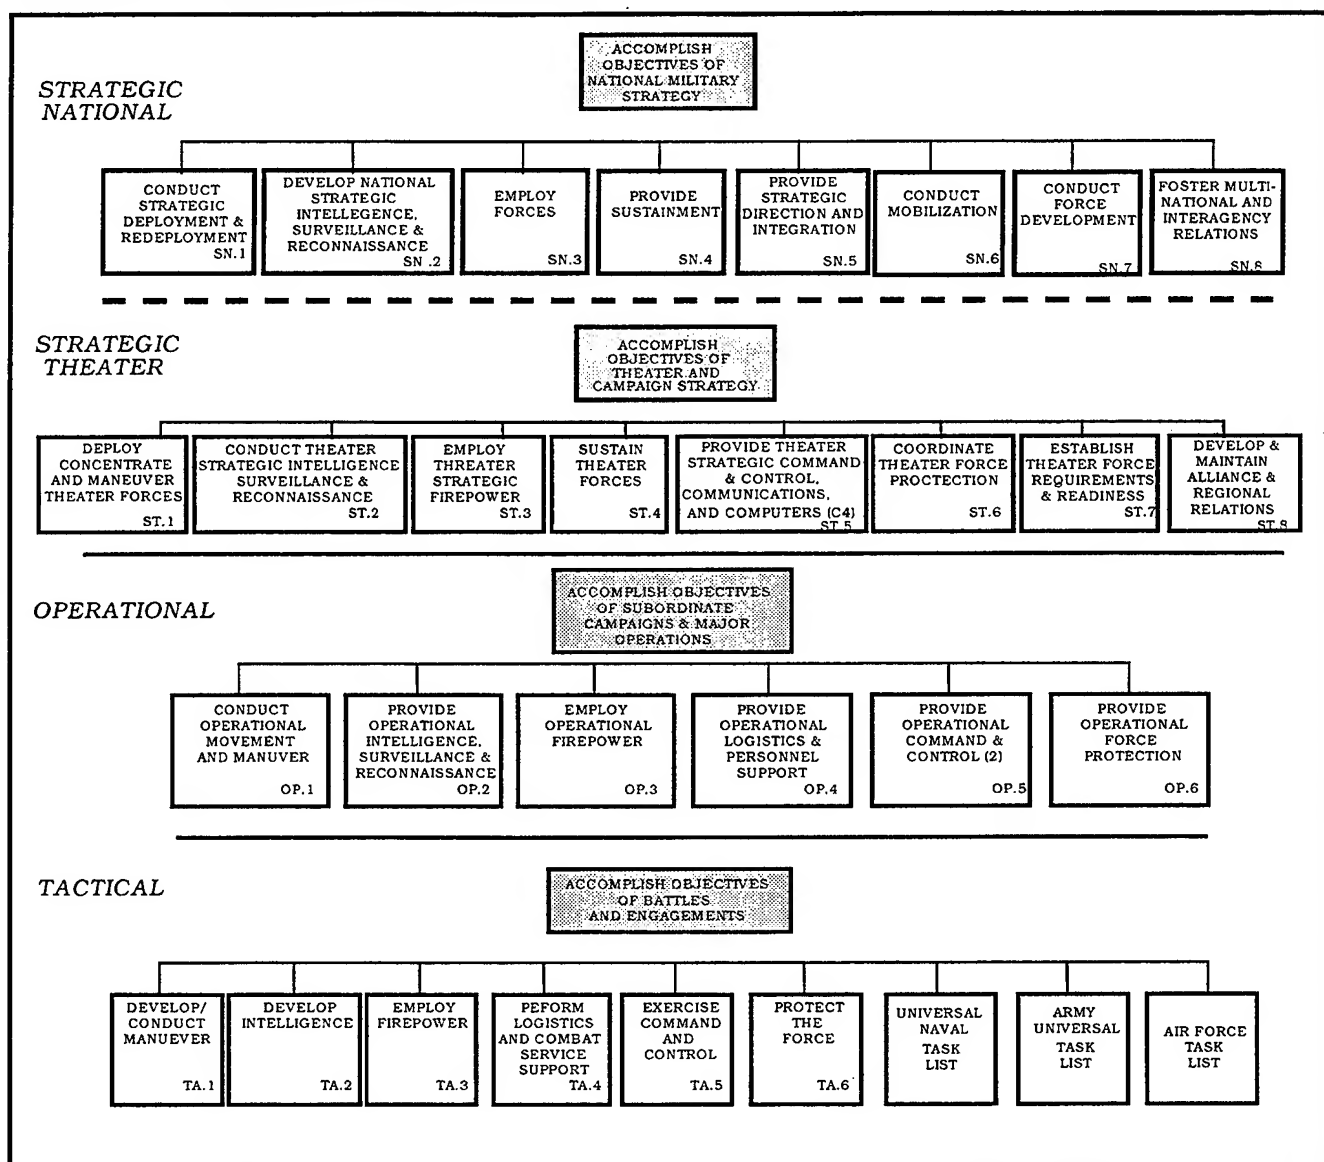 STRATEGIC
NATIONAL
ACCOMPLISH
OBJECTIVES OF
NATIONAL MILITARY
STRATEGY
CONDUCT
STRATEGIC
DEPLOYMENT &
REDEPLOYMENT
SN.1
DEVELOP NATIONAL
STRATEGIC
INTELLEGENCE,
SURVEILLANCE &
RECONNAISSANCE
SN .2
EMPLOY
FORCES
SN.3
PROVIDE
SUSTAINMENT
SN.4
PROVIDE
STRATEGIC
DIRECTION AND
INTEGRATION
SN.5
CONDUCT
MOBILIZATION
SN.6
CONDUCT
FORCE
DEVELOPMENT
SN.7
FOSTER MULTI-
NATIONAL AND
INTERAGENCY
RELATIONS
SN.8
STRATEGIC
THEATER
ACCOMPLISH
OBJECTIVES OF
THEATER AND
CAMPAIGN STRATEGY
DEPLOY
CONCENTRATE
AND MANEUVER
THEATER FORCES
ST.1
CONDUCT THEATER
STRATEGIC INTELLIGENCE
SURVEILLANCE &
RECONNAISSANCE
ST.2
EMPLOY
THREATER
STRATEGIC
FIREPOWER
ST.3
SUSTAIN
THEATER
FORCES
ST.4
PROVIDE THEATER
STRATEGIC COMMAND
& CONTROL,
COMMUNICATIONS,
AND COMPUTERS (C4)
ST.5
COORDINATE
THEATER FORCE
PROCTECTION
ST.6
ESTABLISH
THEATER FORCE
REQUIREMENTS
& READINESS
ST.7
DEVELOP &
MAINTAIN
ALLIANCE &
REGIONAL
RELATIONS
ST.8
OPERATIONAL
ACCOMPLISH OBJECTIVES
OF SUBORDINATE
CAMPAIGNS & MAJOR
OPERATIONS
CONDUCT
OPERATIONAL
MOVEMENT
AND MANUVER
OP.1
PROVIDE
OPERATIONAL
INTELLIGENCE,
SURVEILLANCE &
RECONNAISSANCE
OP.2
EMPLOY
OPERATIONAL
FIREPOWER
OP.3
PROVIDE
OPERATIONAL
LOGISTICS &
PERSONNEL
SUPPORT
OP.4
PROVIDE
OPERATIONAL
COMMAND &
CONTROL (2)
OP.5
PROVIDE
OPERATIONAL
FORCE
PROTECTION
OP.6
TACTICAL
ACCOMPLISH OBJECTIVES
OF BATTLES
AND ENGAGEMENTS
DEVELOP/
CONDUCT
MANUEVER
TA.1
DEVELOP
INTELLIGENCE
TA.2
EMPLOY
FIREPOWER
TA.3
PEFORM
LOGISTICS
AND COMBAT
SERVICE
SUPPORT
TA.4
EXERCISE
COMMAND
AND
CONTROL
TA.5
PROTECT
THE
FORCE
TA.6
UNIVERSAL
NAVAL
TASK
LIST
ARMY
UNIVERSAL
TASK
LIST
AIR FORCE
TASK
LIST